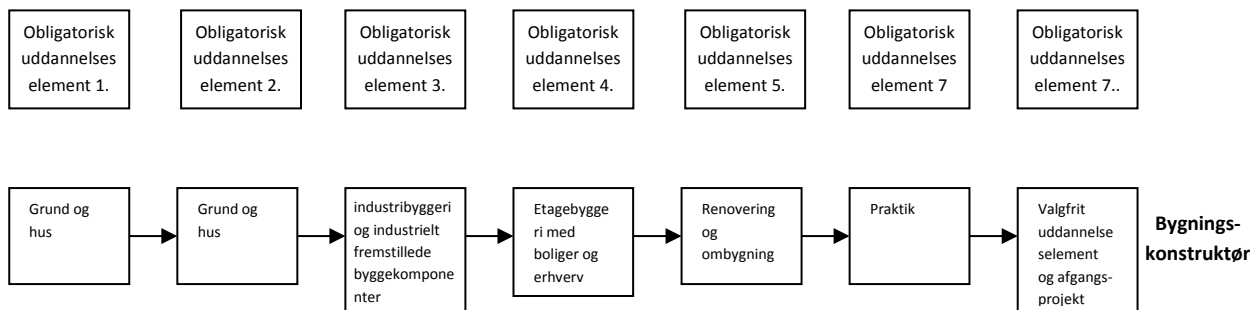 Obligatorisk
uddannelses
element 1.
Obligatorisk
uddannelses
element 2.
Obligatorisk
uddannelses
element 3.
Obligatorisk
uddannelses
element 4.
Obligatorisk
uddannelses
element 5.
Obligatorisk
uddannelses
element 7
Obligatorisk
uddannelses
element 7..
Grund og
hus
Grund og
hus
industribyggeri
og industrielt
fremstillede
byggekompone
nter
Etagebygge
ri med
boliger og
erhverv
Renovering
og
ombygning
Praktik
Valgfrit
uddannelse
selement
og afgangs-
projekt
Bygnings-
konstruktør